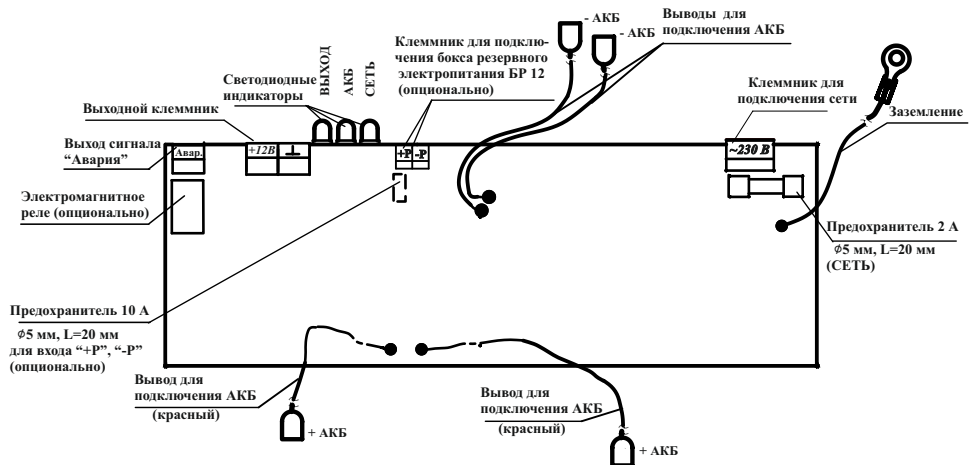 - АКБ
- АКБ
Выводы для
подключения АКБ
Клеммник для подклю-
чения бокса резервного
электропитания БР 12
(опционально)
Светодиодные
индикаторы
ВЫХОД
АКБ
СЕТЬ
Выходной клеммник
Клеммник для
подключения сети
Заземление
Выход сигнала
“Авария”
Авар.
+12В
⊥
+Р
-Р
~230 В
Электромагнитное
реле (опционально)
Предохранитель 2 А
⌀5 мм, L=20 мм
(СЕТЬ)
Предохранитель 10 А
⌀5 мм, L=20 мм
для входа “+Р”, “-Р”
(опционально)
Вывод для
подключения АКБ
(красный)
+ АКБ
Вывод для
подключения АКБ
(красный)
+ АКБ